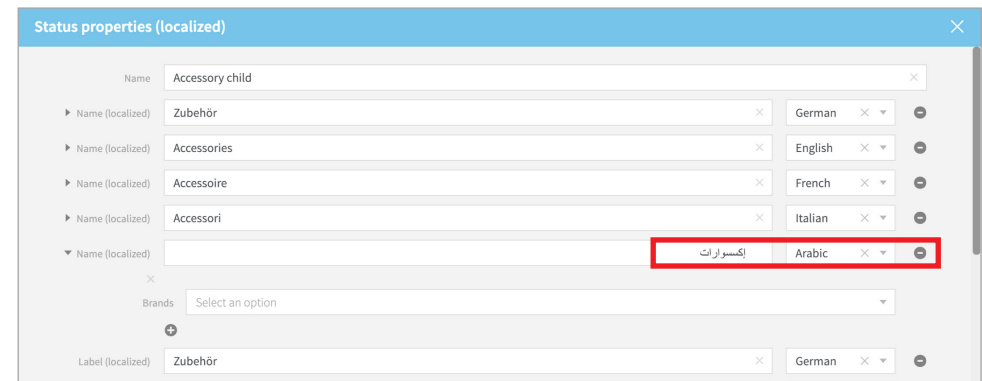 Status properties (localized)
Name Accessory child
Name (localized) Zubehör German
Name (localized) Accessories English
Name (localized) Accessoire French
Name (localized) Accessori Italian
Name (localized) إكسسوارات Arabic
Brands Select an option
Label (localized) Zubehör German